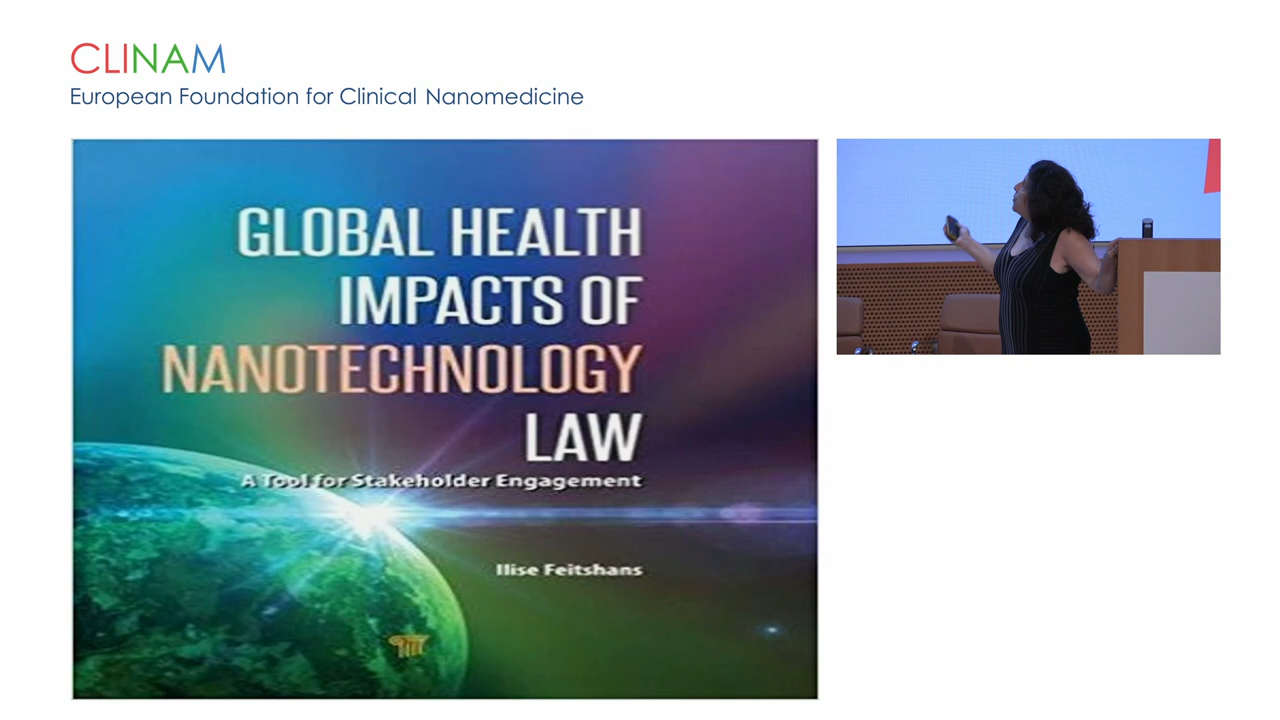 CLINAM
European Foundation for Clinical Nanomedicine
GLOBAL HEALTH
IMPACTS OF
NANOTECHNOLOGY
LAW
A Tool for Stakeholder Engagement
Ilise Feitshans